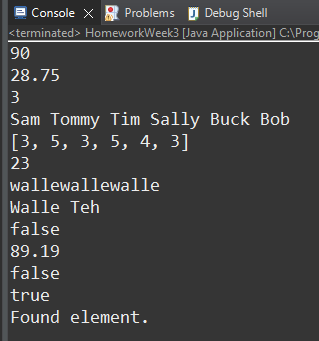 Console Problems Debug Shell
<terminated> HomeworkWeek3 [Java Application] C:\Prog
90
28.75
3
Sam Tommy Tim Sally Buck Bob
[3, 5, 3, 5, 4, 3]
23
wallewallewalle
Walle Teh
false
89.19
false
true
Found element.